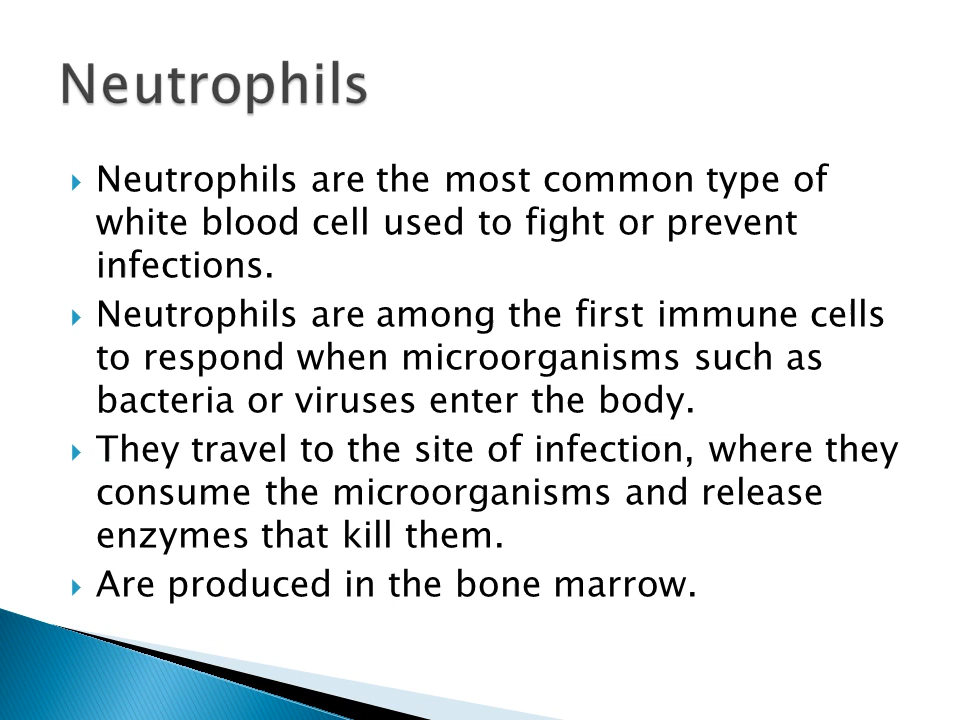 Neutrophils
Neutrophils are the most common type of
white blood cell used to fight or prevent
infections.
Neutrophils are among the first immune cells
to respond when microorganisms such as
bacteria or viruses enter the body.
They travel to the site of infection, where they
consume the microorganisms and release
enzymes that kill them.
Are produced in the bone marrow.